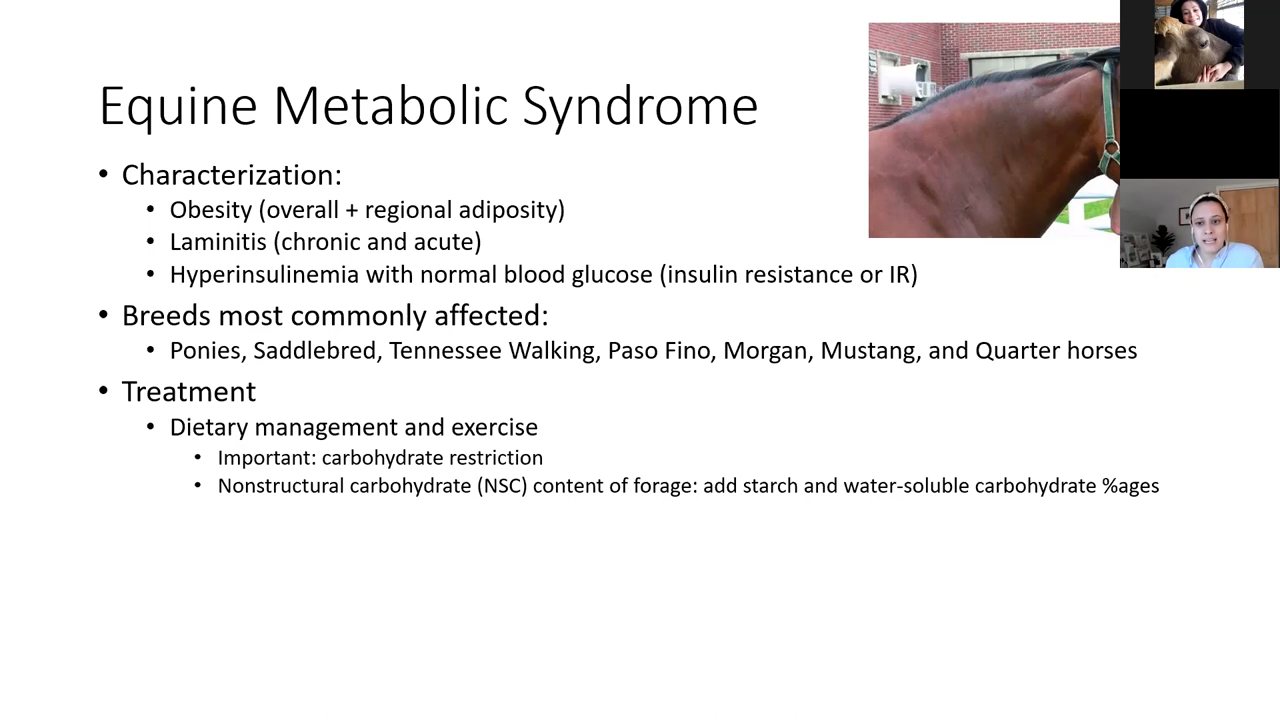 Equine Metabolic Syndrome
• Characterization:
• Obesity (overall + regional adiposity)
• Laminitis (chronic and acute)
• Hyperinsulinemia with normal blood glucose (insulin resistance or IR)
• Breeds most commonly affected:
• Ponies, Saddlebred, Tennessee Walking, Paso Fino, Morgan, Mustang, and Quarter horses
• Treatment
• Dietary management and exercise
• Important: carbohydrate restriction
• Nonstructural carbohydrate (NSC) content of forage: add starch and water-soluble carbohydrate %ages